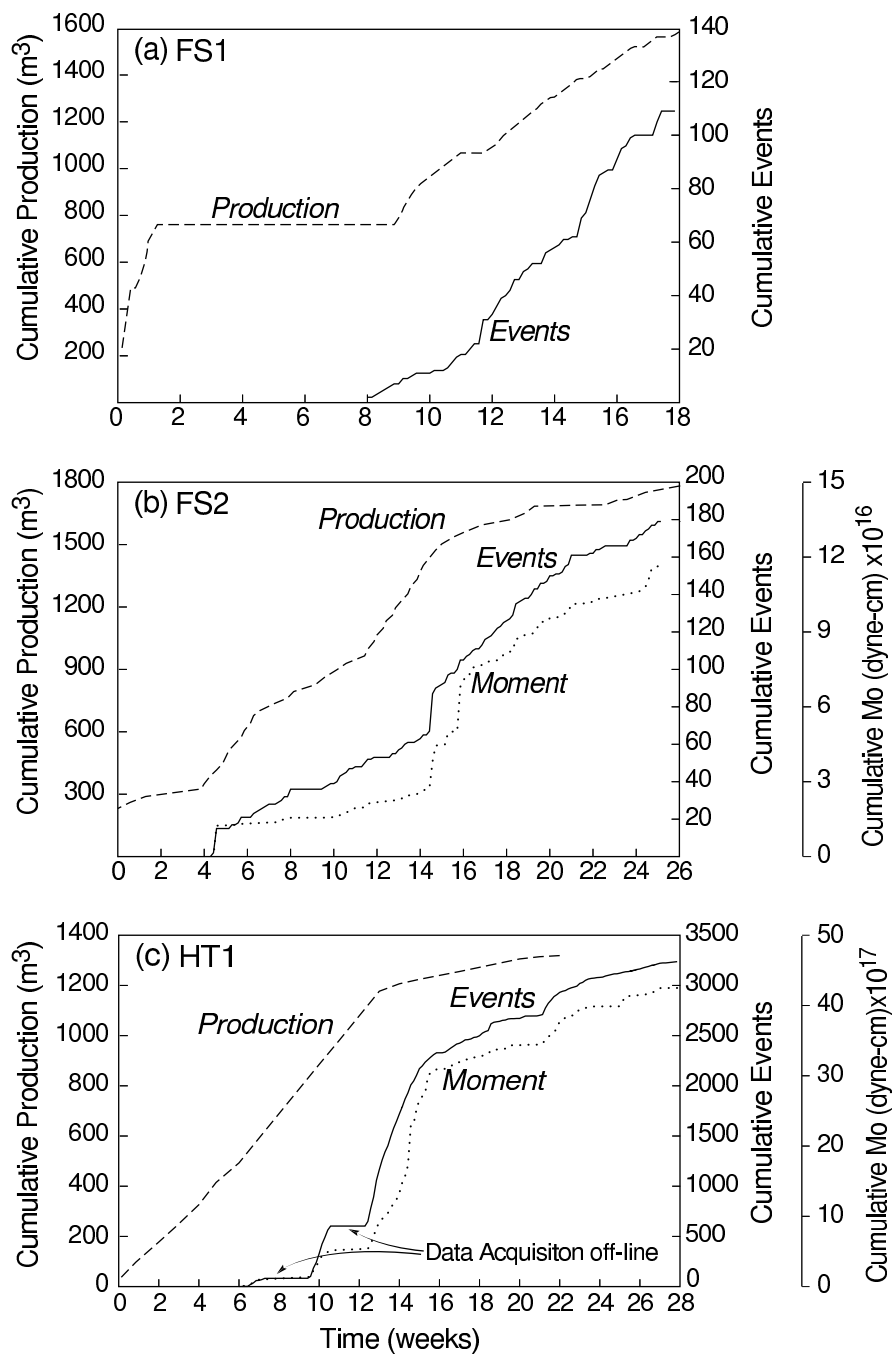 (a) FS1
Cumulative Production (m³)
1600
1400
1200
1000
800
600
400
200
Production
Events
140
120
100
80
60
40
20
Cumulative Events
0 2 4 6 8 10 12 14 16 18
(b) FS2
Cumulative Production (m³)
1800
1500
1200
900
600
300
Production
Events
Moment
200
180
160
140
120
100
80
60
40
20
Cumulative Events
15
12
9
6
3
0
Cumulative Mo (dyne-cm) x10¹⁶
0 2 4 6 8 10 12 14 16 18 20 22 24 26
(c) HT1
Cumulative Production (m³)
1400
1200
1000
800
600
400
200
0
Production
Events
Moment
Data Acquisiton off-line
3500
3000
2500
2000
1500
1000
500
0
Cumulative Events
50
40
30
20
10
0
Cumulative Mo (dyne-cm)x10¹⁷
0 2 4 6 8 10 12 14 16 18 20 22 24 26 28
Time (weeks)